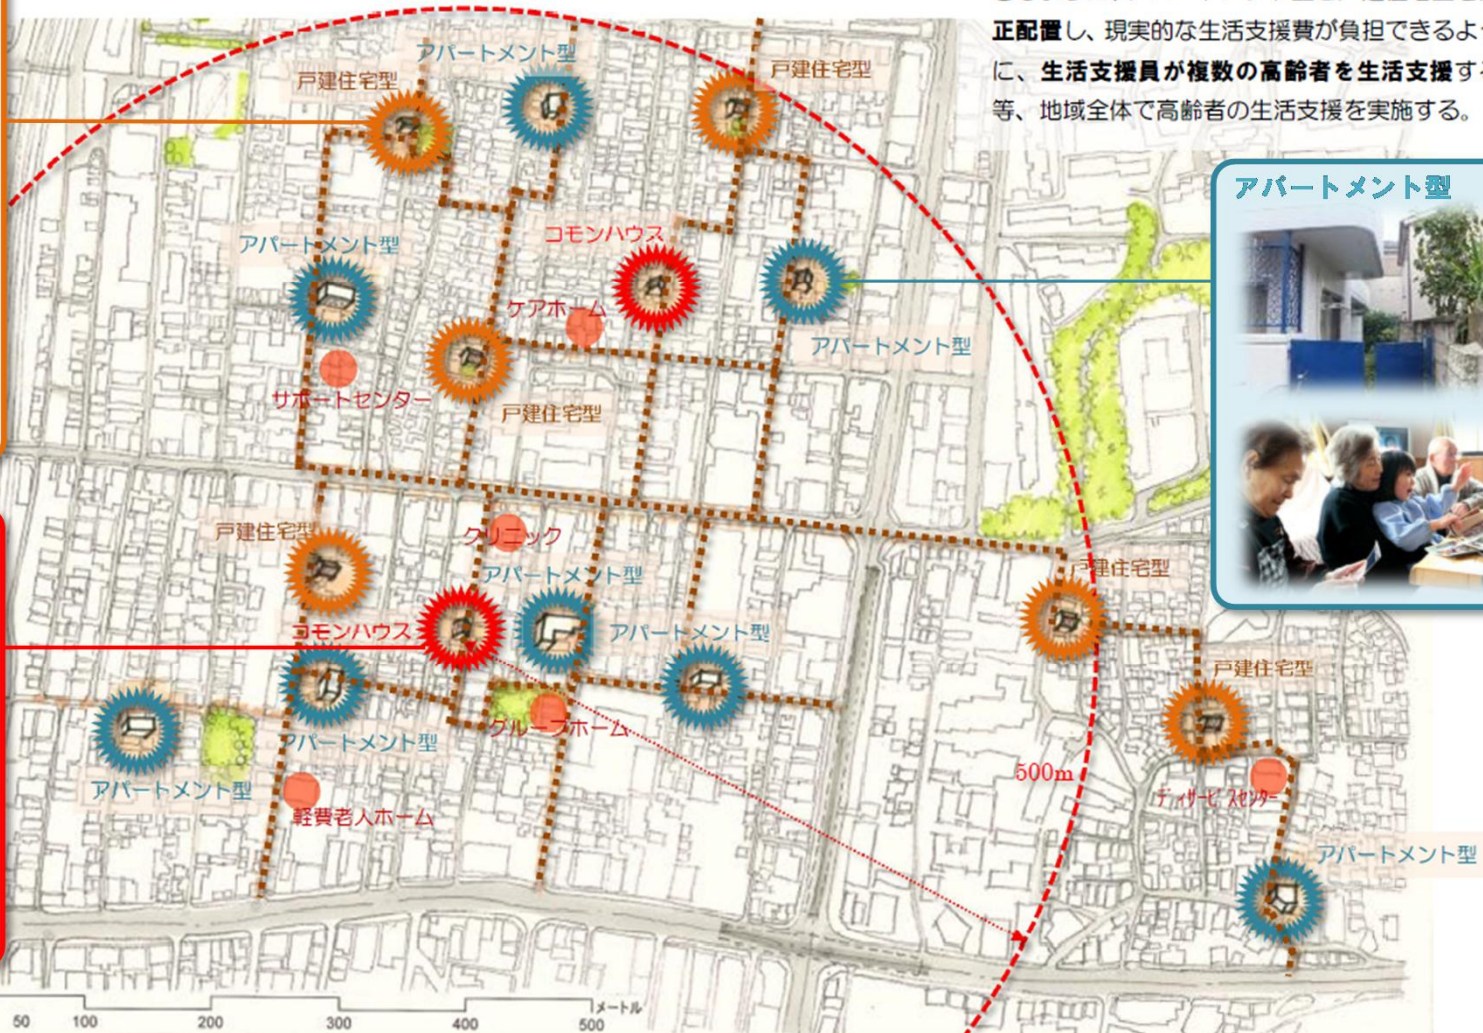 正配置し、現実的な生活支援費が負担できるよ
に、生活支援員が複数の高齢者を生活支援す
等、地域全体で高齢者の生活支援を実施する。
アパートメント型
戸建住宅型
戸建住宅型
アパートメント型
コモンハウス
アパートメント型
ケアホーム
アパートメント型
サポートセンター
戸建住宅型
戸建住宅型
クリニック
アパートメント型
戸建住宅型
コモンハウス
アパートメント型
戸建住宅型
グループホーム
アパートメント型
500m
アパートメント型
デイサービスセンター
軽費老人ホーム
アパートメント型
50 100 200 300 400 500
メートル